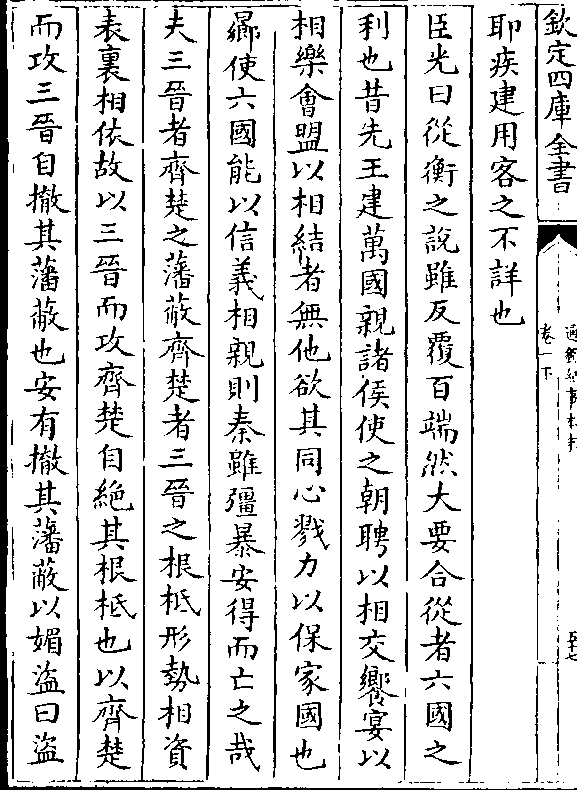 欽定四庫全書
通鑑紀事本末
卷一下
耶疾建用客之不詳也
臣光曰從衡之說雖反覆百端然大要合從者六國之
利也昔先王建萬國親諸侯使之朝聘以相交饗宴以
相樂會盟以相結者無他欲其同心戮力以保家國也
曏使六國能以信義相親則秦雖彊暴安得而亡之哉
夫三晉者齊楚之藩蔽齊楚者三晉之根柢形勢相資
表裏相依故以三晉而攻齊楚自絶其根柢也以齊楚
而攻三晉自撤其藩蔽也安有撤其藩蔽以媚盜曰盜